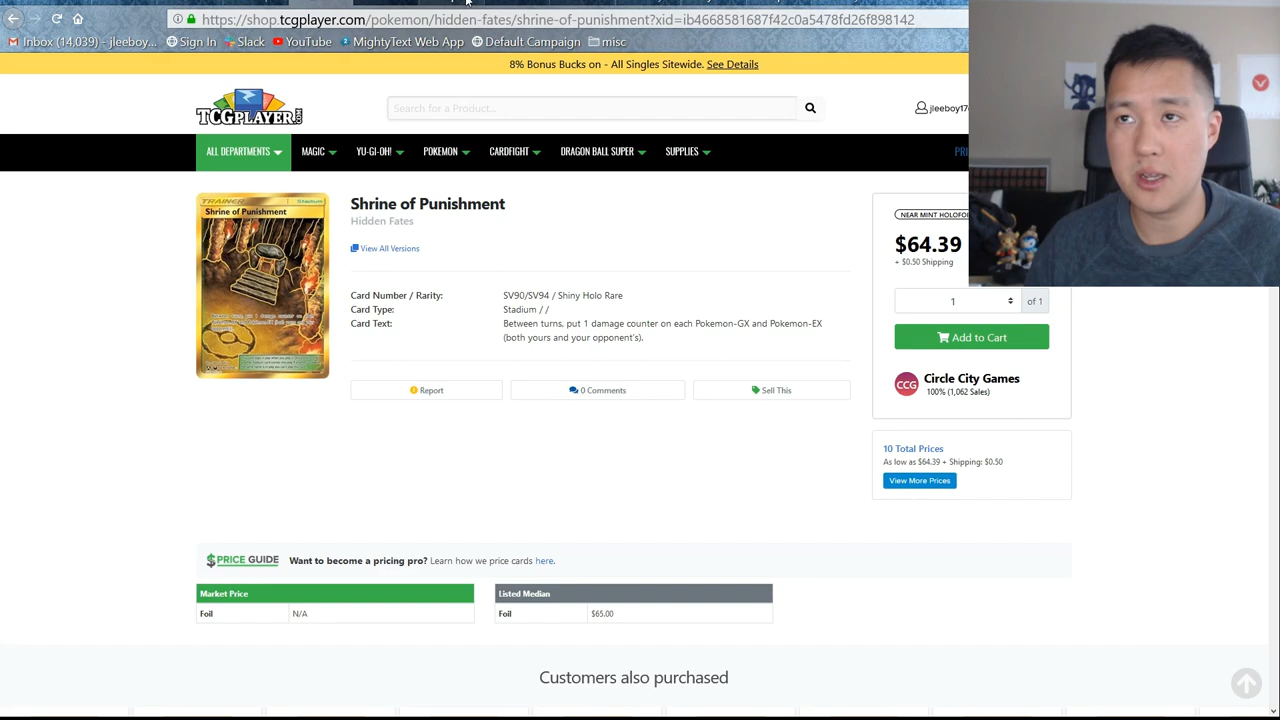 https://shop.tcgplayer.com/pokemon/hidden-fates/shrine-of-punishment?xid=ib4668581687f42c0a5478fd26f898142
Inbox (14,039) - jleeboy... Sign In Slack YouTube MightyText Web App Default Campaign misc
8% Bonus Bucks on - All Singles Sitewide. See Details
TCGPLAYER.COM
Search for a Product...
jleeboy17
ALL DEPARTMENTS MAGIC YU-GI-OH! POKEMON CARDFIGHT DRAGON BALL SUPER SUPPLIES PRI
TRAINER Stadium
Shrine of Punishment
Shrine of Punishment
Hidden Fates
View All Versions
Card Number / Rarity: SV90/SV94 / Shiny Holo Rare
Card Type: Stadium / /
Card Text: Between turns, put 1 damage counter on each Pokemon-GX and Pokemon-EX
(both yours and your opponent's).
Report 0 Comments Sell This
NEAR MINT HOLOFO
$64.39
+ $0.50 Shipping
1 of 1
Add to Cart
CCG Circle City Games
100% (1,062 Sales)
10 Total Prices
As low as $64.39 + Shipping: $0.50
View More Prices
$PRICE GUIDE Want to become a pricing pro? Learn how we price cards here.
Market Price
Foil N/A
Listed Median
Foil $65.00
Customers also purchased